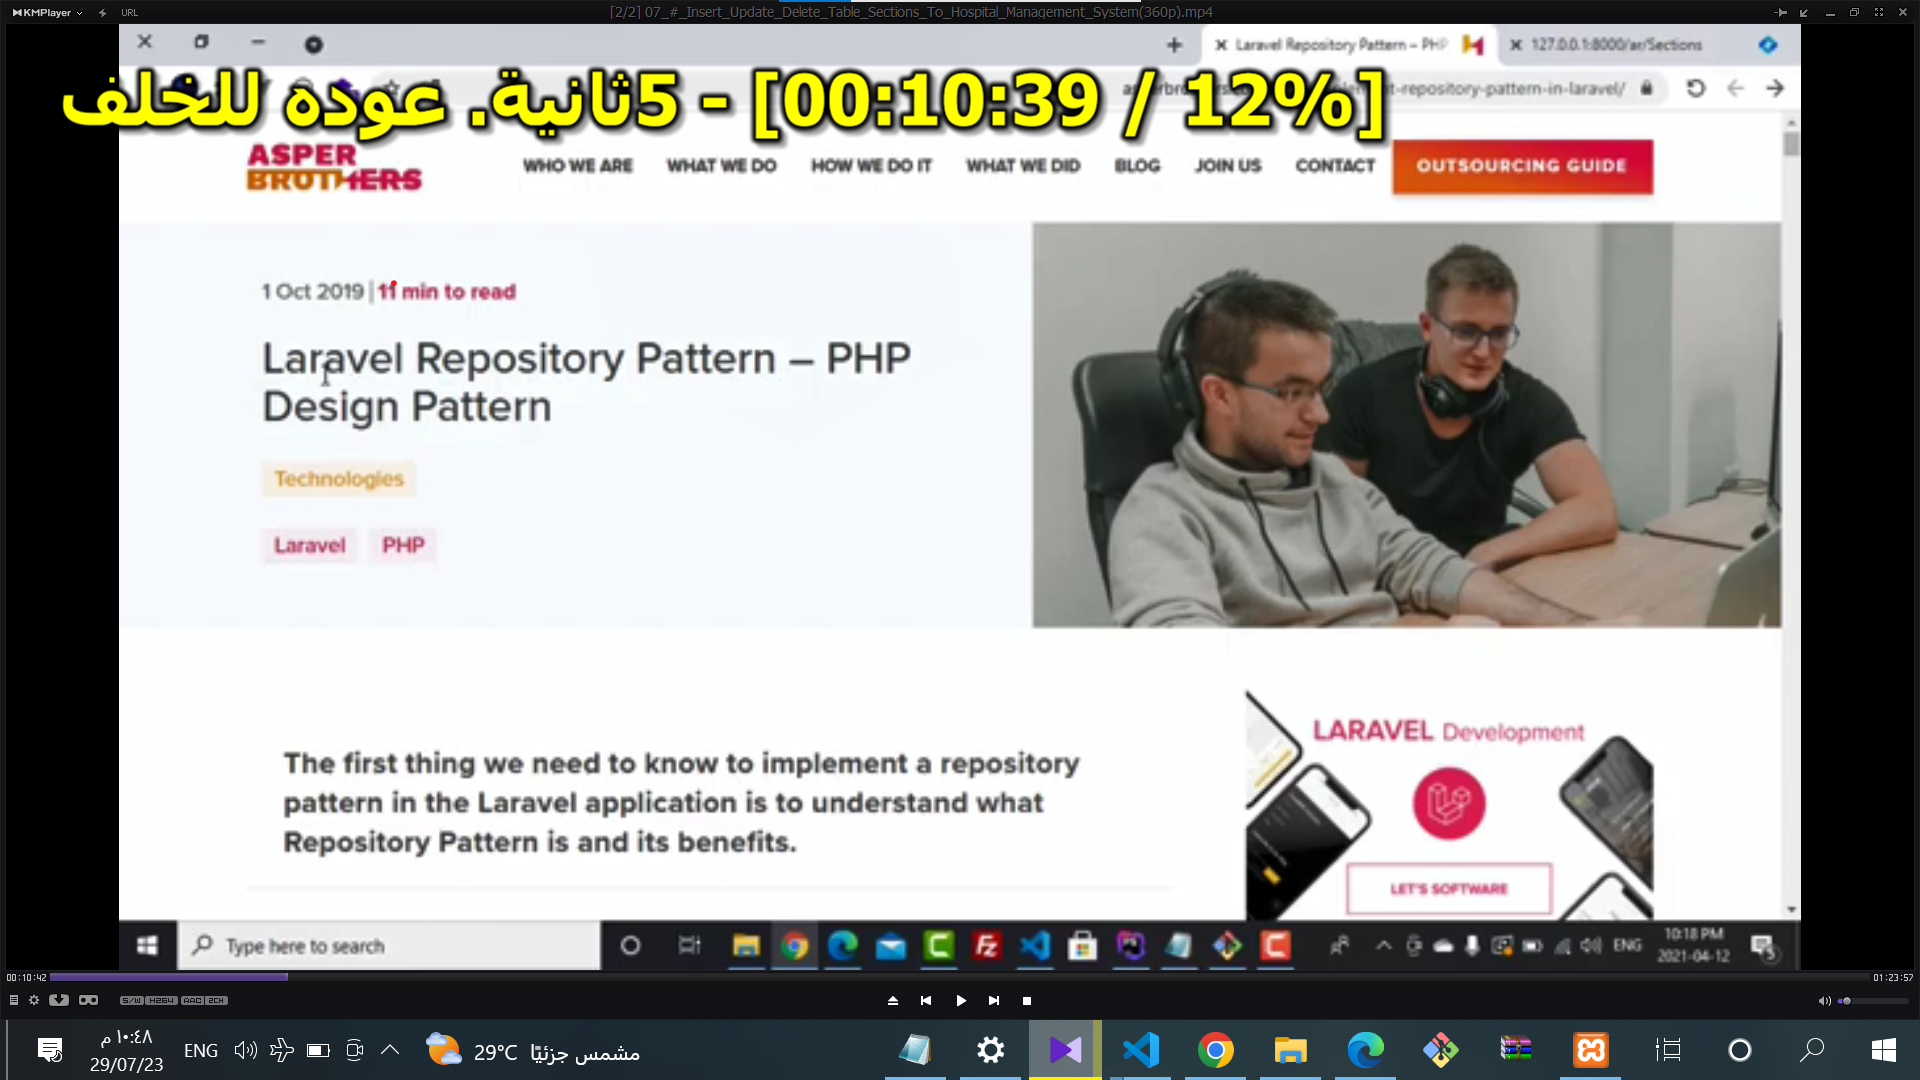 KMPlayer
URL
[2/2] 07_#_Insert_Update_Delete_Table_Sections_To_Hospital_Management_System(360p).mp4
Laravel Repository Pattern – PHP
127.0.0.1:8000/ar/Sections
-repository-pattern-in-laravel/
[00:10:39 / 12%] - 5ثانية. عوده للخلف
ASPER
BROTHERS
WHO WE ARE
WHAT WE DO
HOW WE DO IT
WHAT WE DID
BLOG
JOIN US
CONTACT
OUTSOURCING GUIDE
1 Oct 2019 | 11 min to read
Laravel Repository Pattern – PHP
Design Pattern
Technologies
Laravel
PHP
The first thing we need to know to implement a repository
pattern in the Laravel application is to understand what
Repository Pattern is and its benefits.
LARAVEL Development
LET'S SOFTWARE
Type here to search
ENG
10:18 PM
2021-04-12
5
00:10:42
01:23:57
S/W H264 AAC 2CH
١٠:٤٨ م
29/07/23
ENG
29°C مشمس جزئيًا